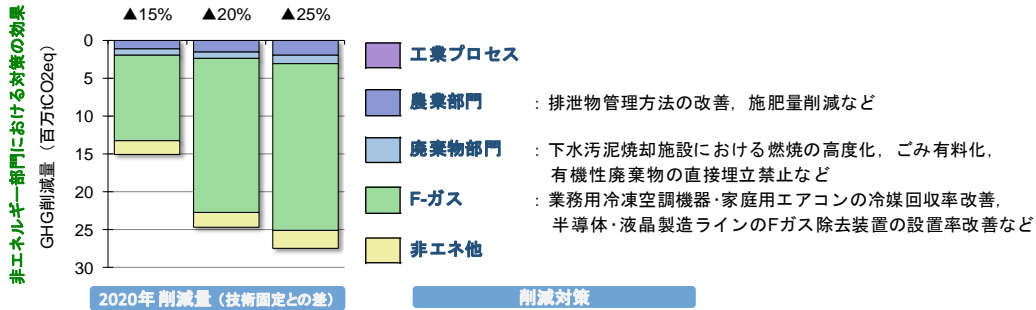 非エネルギー部門における対策の効果
GHG削減量（百万tCO2eq）
▲15% ▲20% ▲25%
0
5
10
15
20
25
30
2020年 削減量（技術固定との差）
工業プロセス
農業部門 ：排泄物管理方法の改善，施肥量削減など
廃棄物部門 ：下水汚泥焼却施設における燃焼の高度化，ごみ有料化，
有機性廃棄物の直接埋立禁止など
F-ガス ：業務用冷凍空調機器・家庭用エアコンの冷媒回収率改善，
半導体・液晶製造ラインのFガス除去装置の設置率改善など
非エネ他
削減対策